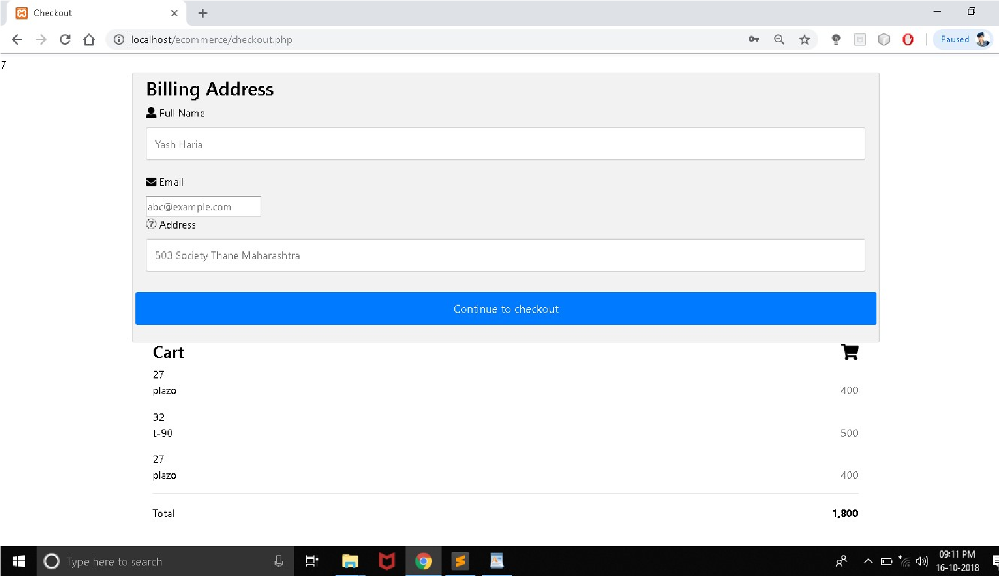 Checkout
localhost/ecommerce/checkout.php
Paused
7
Billing Address
Full Name
Yash Haria
Email
abc@example.com
Address
503 Society Thane Maharashtra
Continue to checkout
Cart
27
plazo 400
32
t-90 500
27
plazo 400
Total 1,800
Type here to search
09:11 PM
16-10-2018